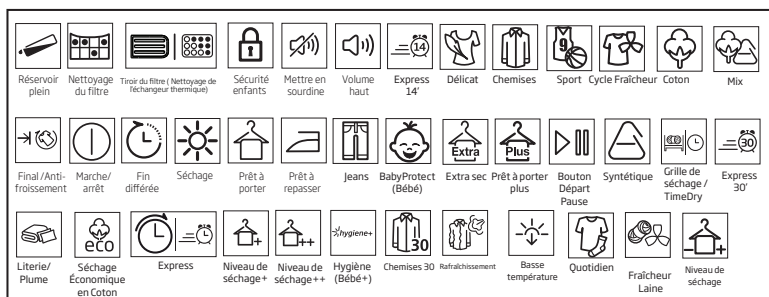 14
9
Réservoir plein
Nettoyage du filtre
Tiroir du filtre ( Nettoyage de l'échangeur thermique)
Sécurité enfants
Mettre en sourdine
Volume haut
Express 14'
Délicat
Chemises
Sport
Cycle Fraîcheur
Coton
Mix
Extra
Plus
30
Final /Anti-froissement
Marche/ arrêt
Fin différée
Séchage
Prêt à porter
Prêt à repasser
Jeans
BabyProtect (Bébé)
Extra sec
Prêt à porter plus
Bouton Départ Pause
Syntétique
Grille de séchage / TimeDry
Express 30'
eco
+
++
hygiene+
30
- +
Literie/ Plume
Séchage Économique en Coton
Express
Niveau de séchage+
Niveau de séchage++
Hygiène (Bébé+)
Chemises 30
Rafraîchissement
Basse température
Quotidien
Fraîcheur Laine
Niveau de séchage